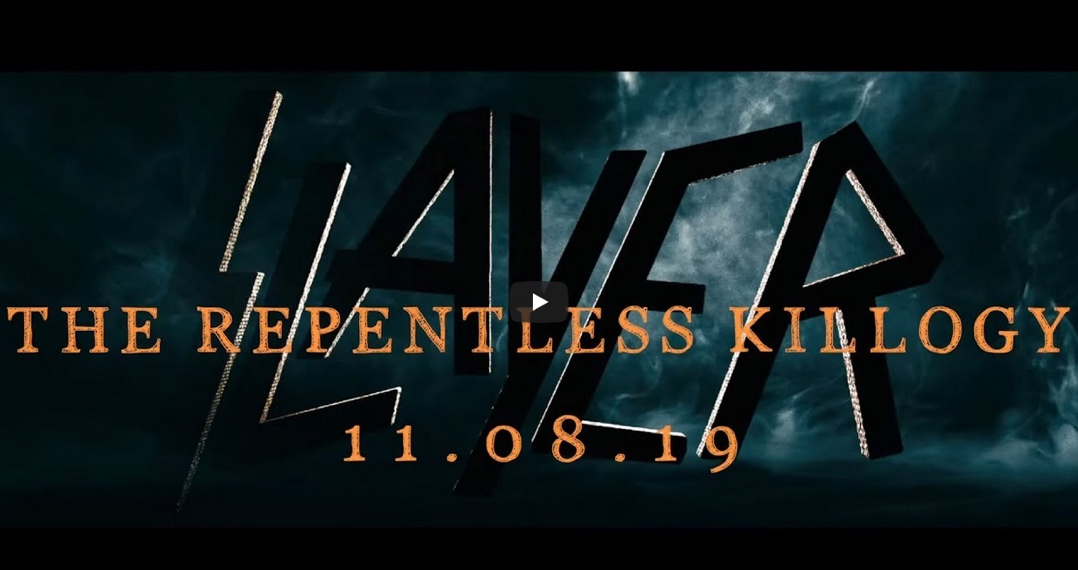 SLAYER
THE REPENTLESS KILLOGY
11.08.19